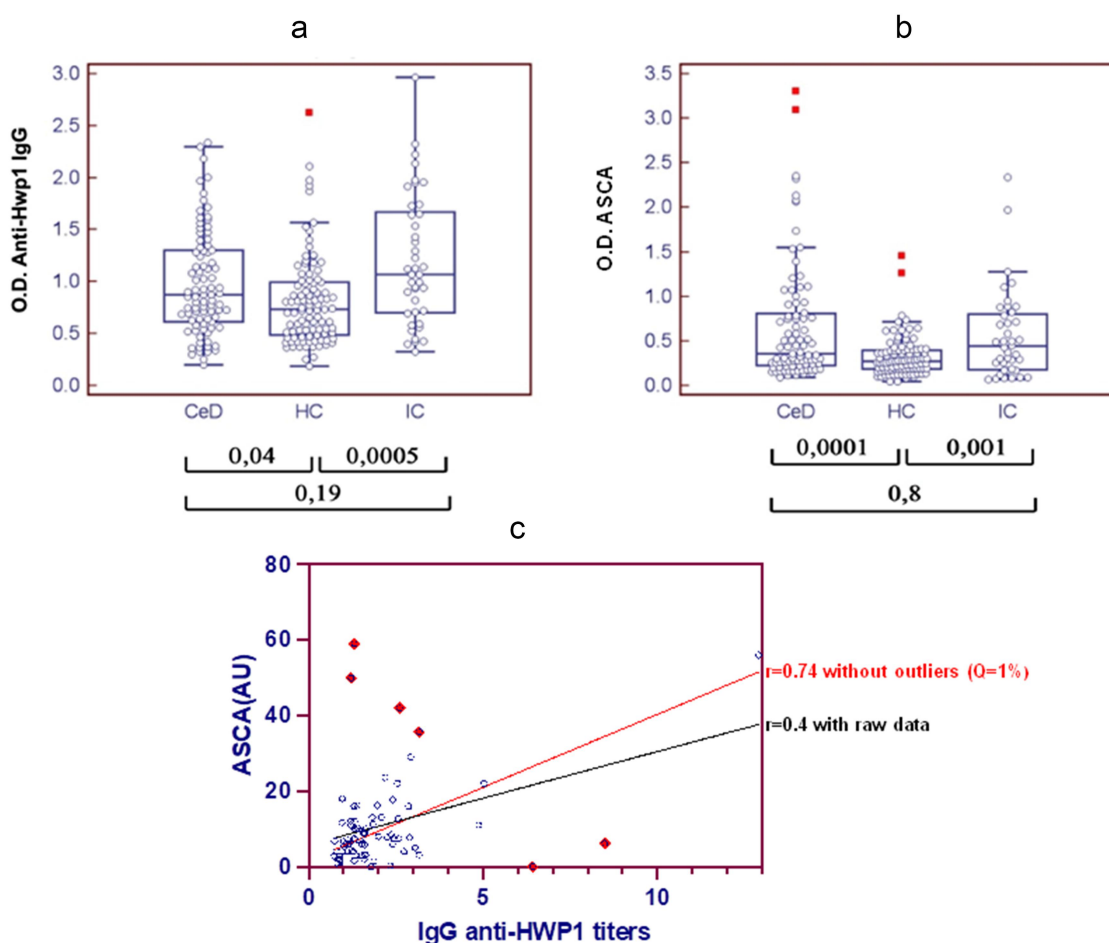 a
3.0
2.5
2.0
1.5
1.0
0.5
0.0
O.D. Anti-Hwp1 IgG
CeD HC IC
0,04 0,0005
0,19
b
3.5
3.0
2.5
2.0
1.5
1.0
0.5
0.0
O.D. ASCA
CeD HC IC
0,0001 0,001
0,8
c
80
60
40
20
0
ASCA(AU)
r=0.74 without outliers (Q=1%)
r=0.4 with raw data
0 5 10
IgG anti-HWP1 titers